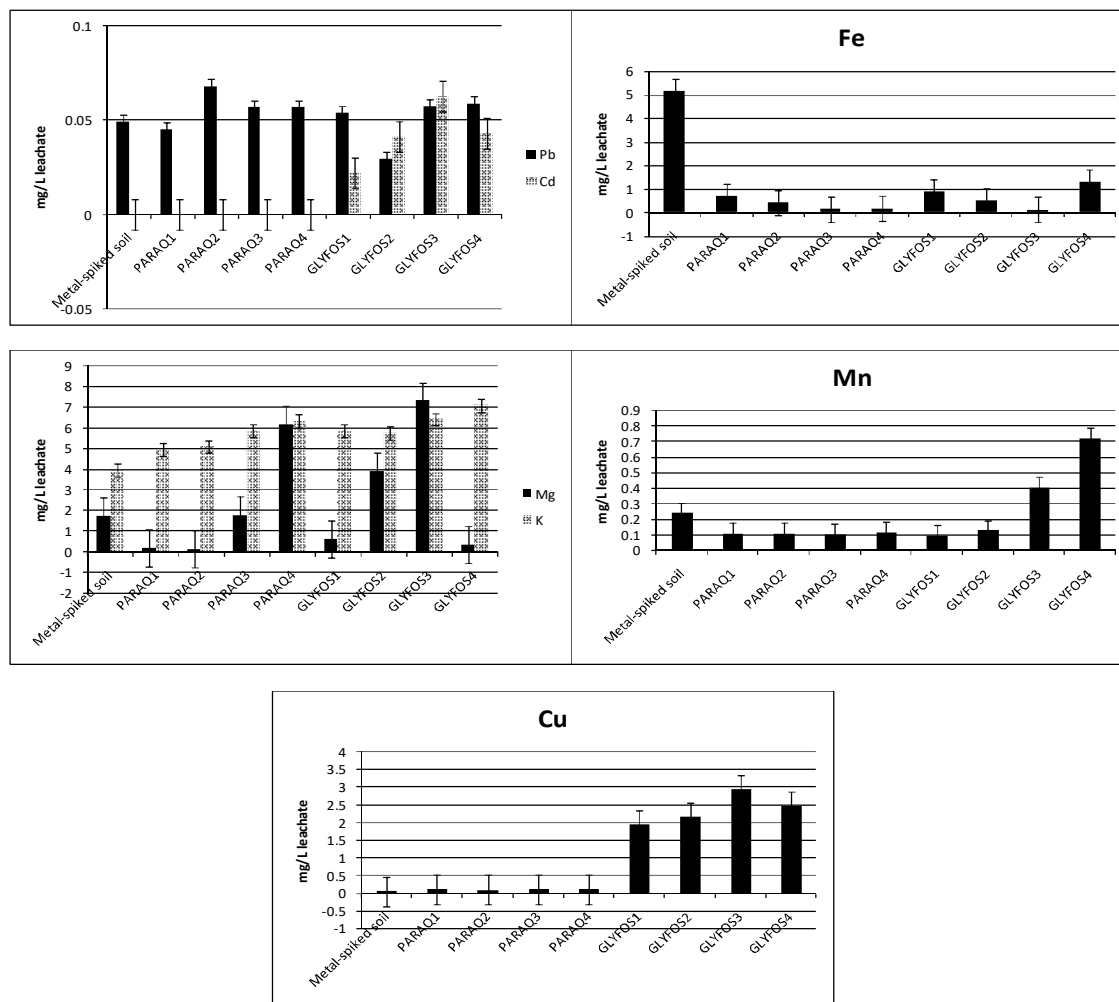 0.1
0.05
0
-0.05
mg/L leachate
Metal-spiked soil
PARAQ1
PARAQ2
PARAQ3
PARAQ4
GLYFOS1
GLYFOS2
GLYFOS3
GLYFOS4
Pb
Cd
Fe
6
5
4
3
2
1
0
-1
mg/L leachate
Metal-spiked soil
PARAQ1
PARAQ2
PARAQ3
PARAQ4
GLYFOS1
GLYFOS2
GLYFOS3
GLYFOS4
9
8
7
6
5
4
3
2
1
0
-1
-2
mg/L leachate
Metal-spiked soil
PARAQ1
PARAQ2
PARAQ3
PARAQ4
GLYFOS1
GLYFOS2
GLYFOS3
GLYFOS4
Mg
K
Mn
0.9
0.8
0.7
0.6
0.5
0.4
0.3
0.2
0.1
0
mg/L leachate
Metal-spiked soil
PARAQ1
PARAQ2
PARAQ3
PARAQ4
GLYFOS1
GLYFOS2
GLYFOS3
GLYFOS4
Cu
4
3.5
3
2.5
2
1.5
1
0.5
0
-0.5
-1
mg/L leachate
Metal-spiked soil
PARAQ1
PARAQ2
PARAQ3
PARAQ4
GLYFOS1
GLYFOS2
GLYFOS3
GLYFOS4